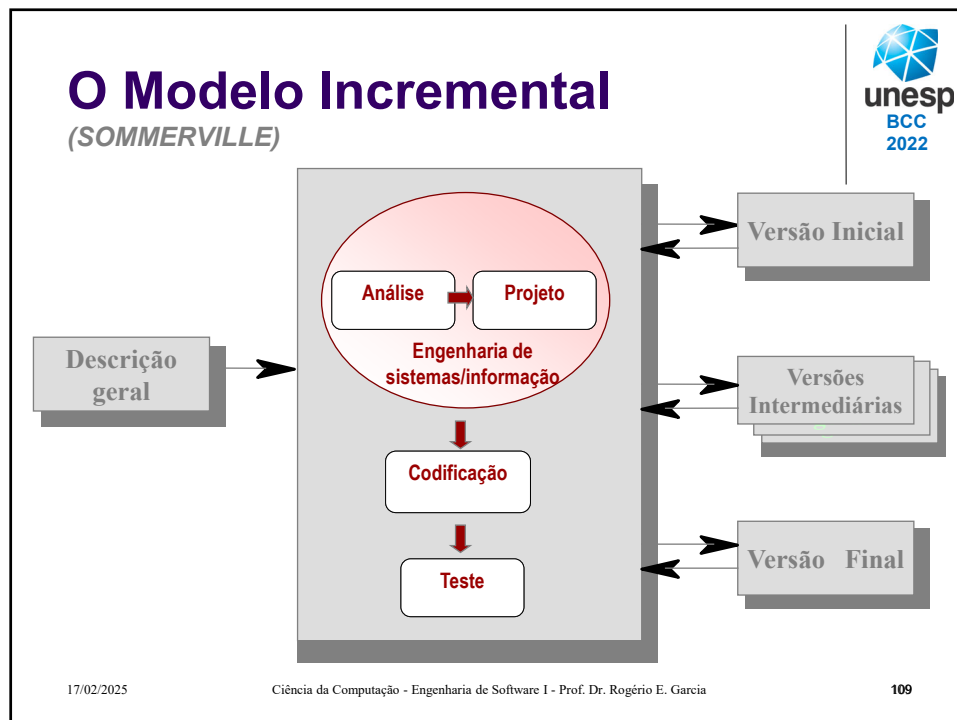 O Modelo Incremental
(SOMMERVILLE)
unesp
BCC
2022
Descrição
geral
Análise
Projeto
Engenharia de
sistemas/informação
Codificação
Teste
Versão Inicial
Versões
Intermediárias
Versão Final
17/02/2025
Ciência da Computação - Engenharia de Software I - Prof. Dr. Rogério E. Garcia
109